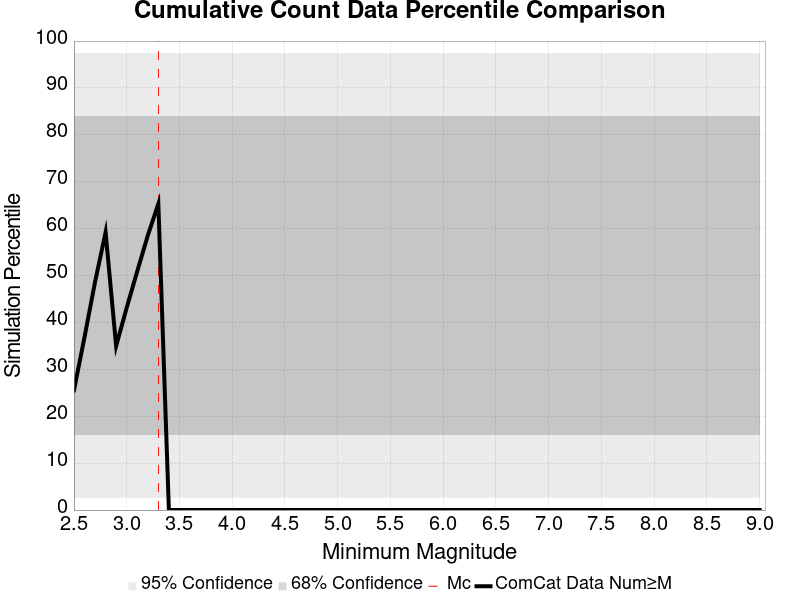 Cumulative Count Data Percentile Comparison
100
90
80
70
60
50
40
30
20
10
0
Simulation Percentile
2.5 3.0 3.5 4.0 4.5 5.0 5.5 6.0 6.5 7.0 7.5 8.0 8.5 9.0
Minimum Magnitude
95% Confidence 68% Confidence Mc ComCat Data Num≥M